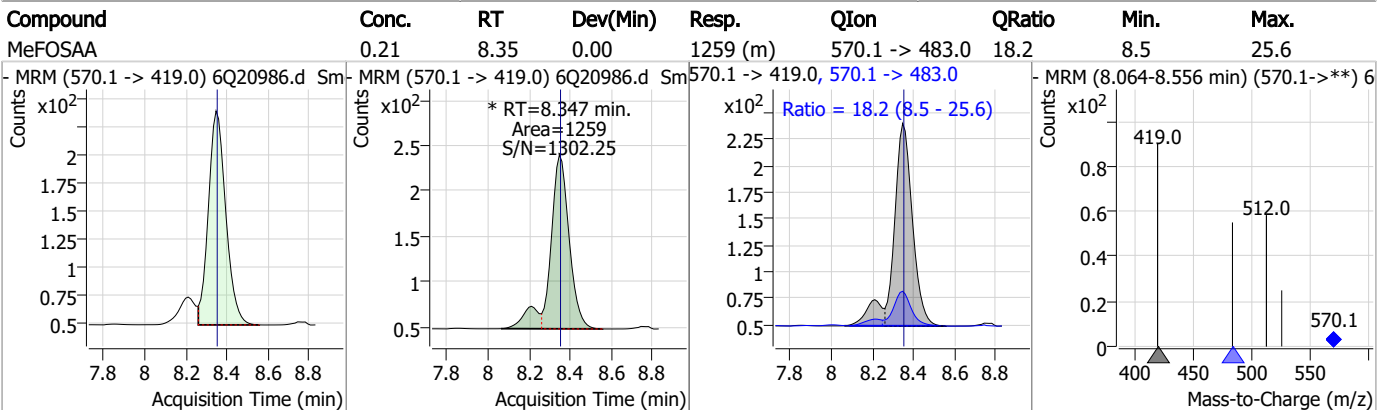 Compound Conc. RT Dev(Min) Resp. QIon QRatio Min. Max.
MeFOSAA 0.21 8.35 0.00 1259 (m) 570.1 -> 483.0 18.2 8.5 25.6
- MRM (570.1 -> 419.0) 6Q20986.d Sm
Counts
x10²
2
1.75
1.5
1.25
1
0.75
0.5
7.8 8 8.2 8.4 8.6 8.8
Acquisition Time (min)
- MRM (570.1 -> 419.0) 6Q20986.d Sm
Counts
x10²
* RT=8.347 min.
Area=1259
S/N=1302.25
2.5
2
1.5
1
0.5
7.8 8 8.2 8.4 8.6 8.8
Acquisition Time (min)
570.1 -> 419.0, 570.1 -> 483.0
x10²
Ratio = 18.2 (8.5 - 25.6)
2.25
2
1.75
1.5
1.25
1
0.75
0.5
7.8 8 8.2 8.4 8.6 8.8
Acquisition Time (min)
- MRM (8.064-8.556 min) (570.1->**) 6
Counts
x10²
419.0
512.0
570.1
0.8
0.6
0.4
0.2
0
400 450 500 550
Mass-to-Charge (m/z)